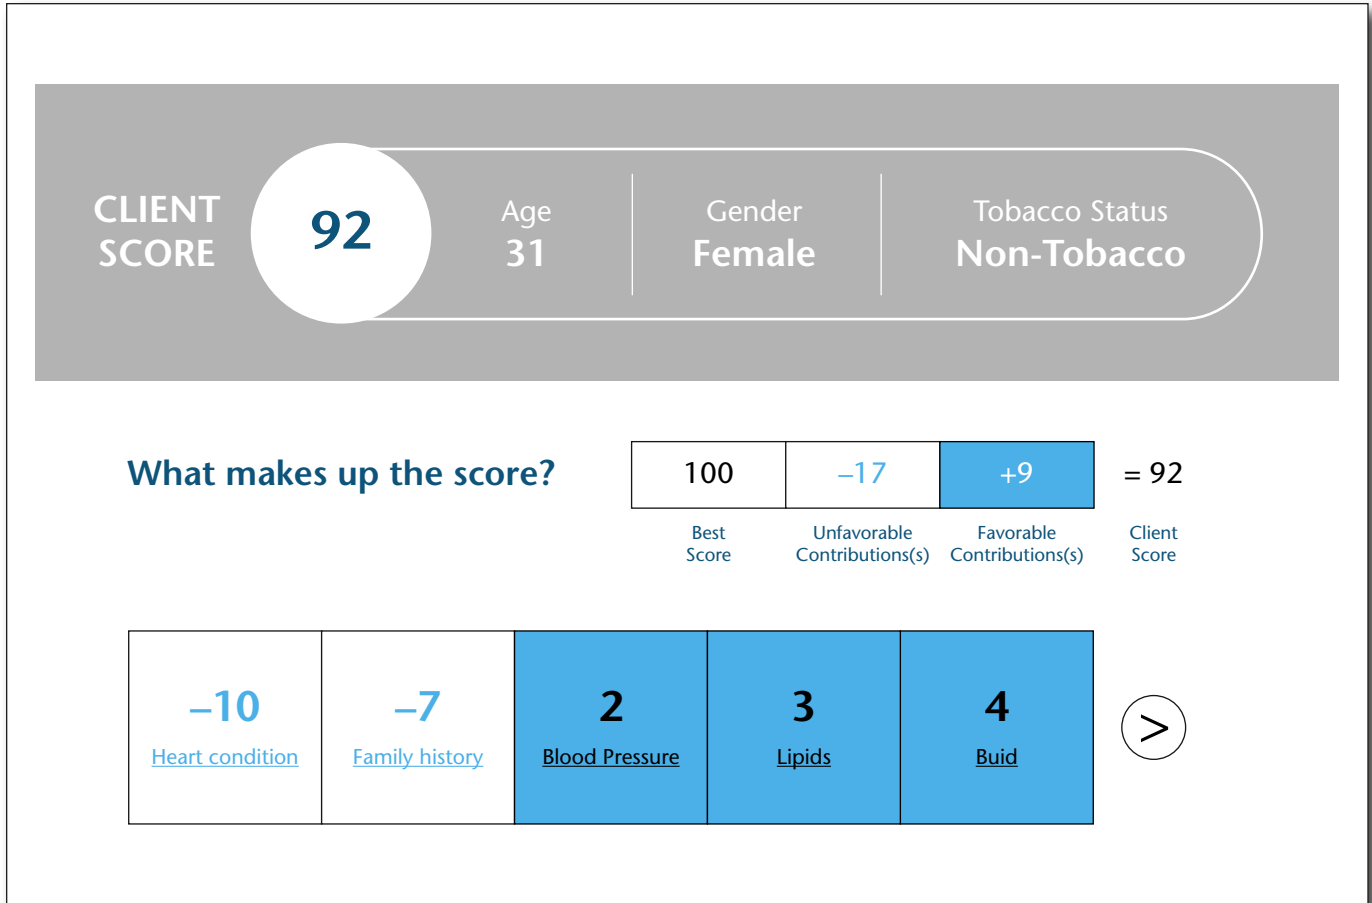 CLIENT
SCORE
92
Age
31
Gender
Female
Tobacco Status
Non-Tobacco
What makes up the score?
100
–17
+9
= 92
Best
Score
Unfavorable
Contributions(s)
Favorable
Contributions(s)
Client
Score
–10
Heart condition
–7
Family history
2
Blood Pressure
3
Lipids
4
Buid
>